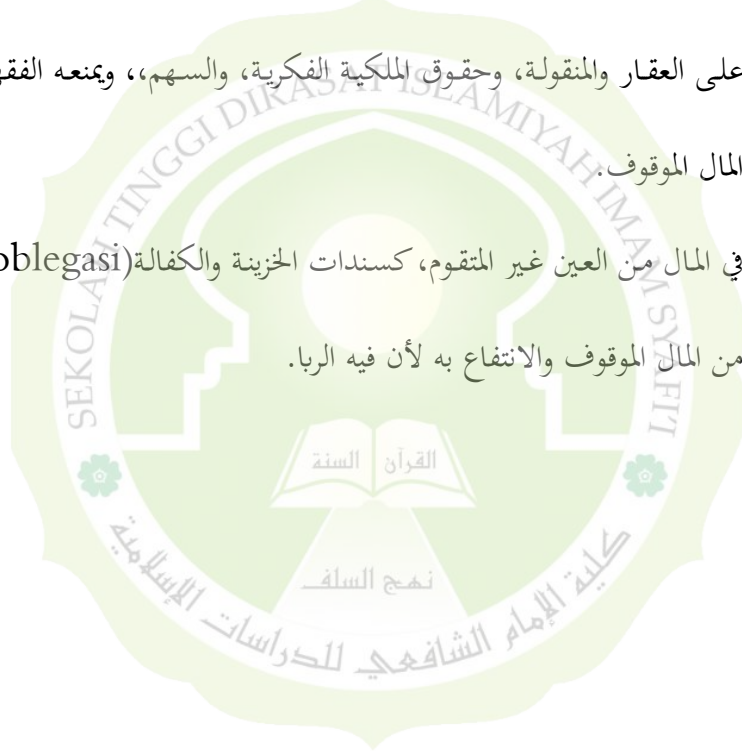 على العقار والمنقولة، وحقوق الملكية الفكرية، والسهم،، ويمنعه
المال الموقوف.
في المال من العين غير المتقوم، كسندات الخزينة والكفالة(oblegasi
من المال الموقوف والانتفاع به لأن فيه الربا.
SEKOLAH TINGGI DIRASAT ISLAMIYAH IMAM SYAFI'I
القرآن السنة
نهج السلف
كلية الإمام الشافعي للدراسات الإسلامية